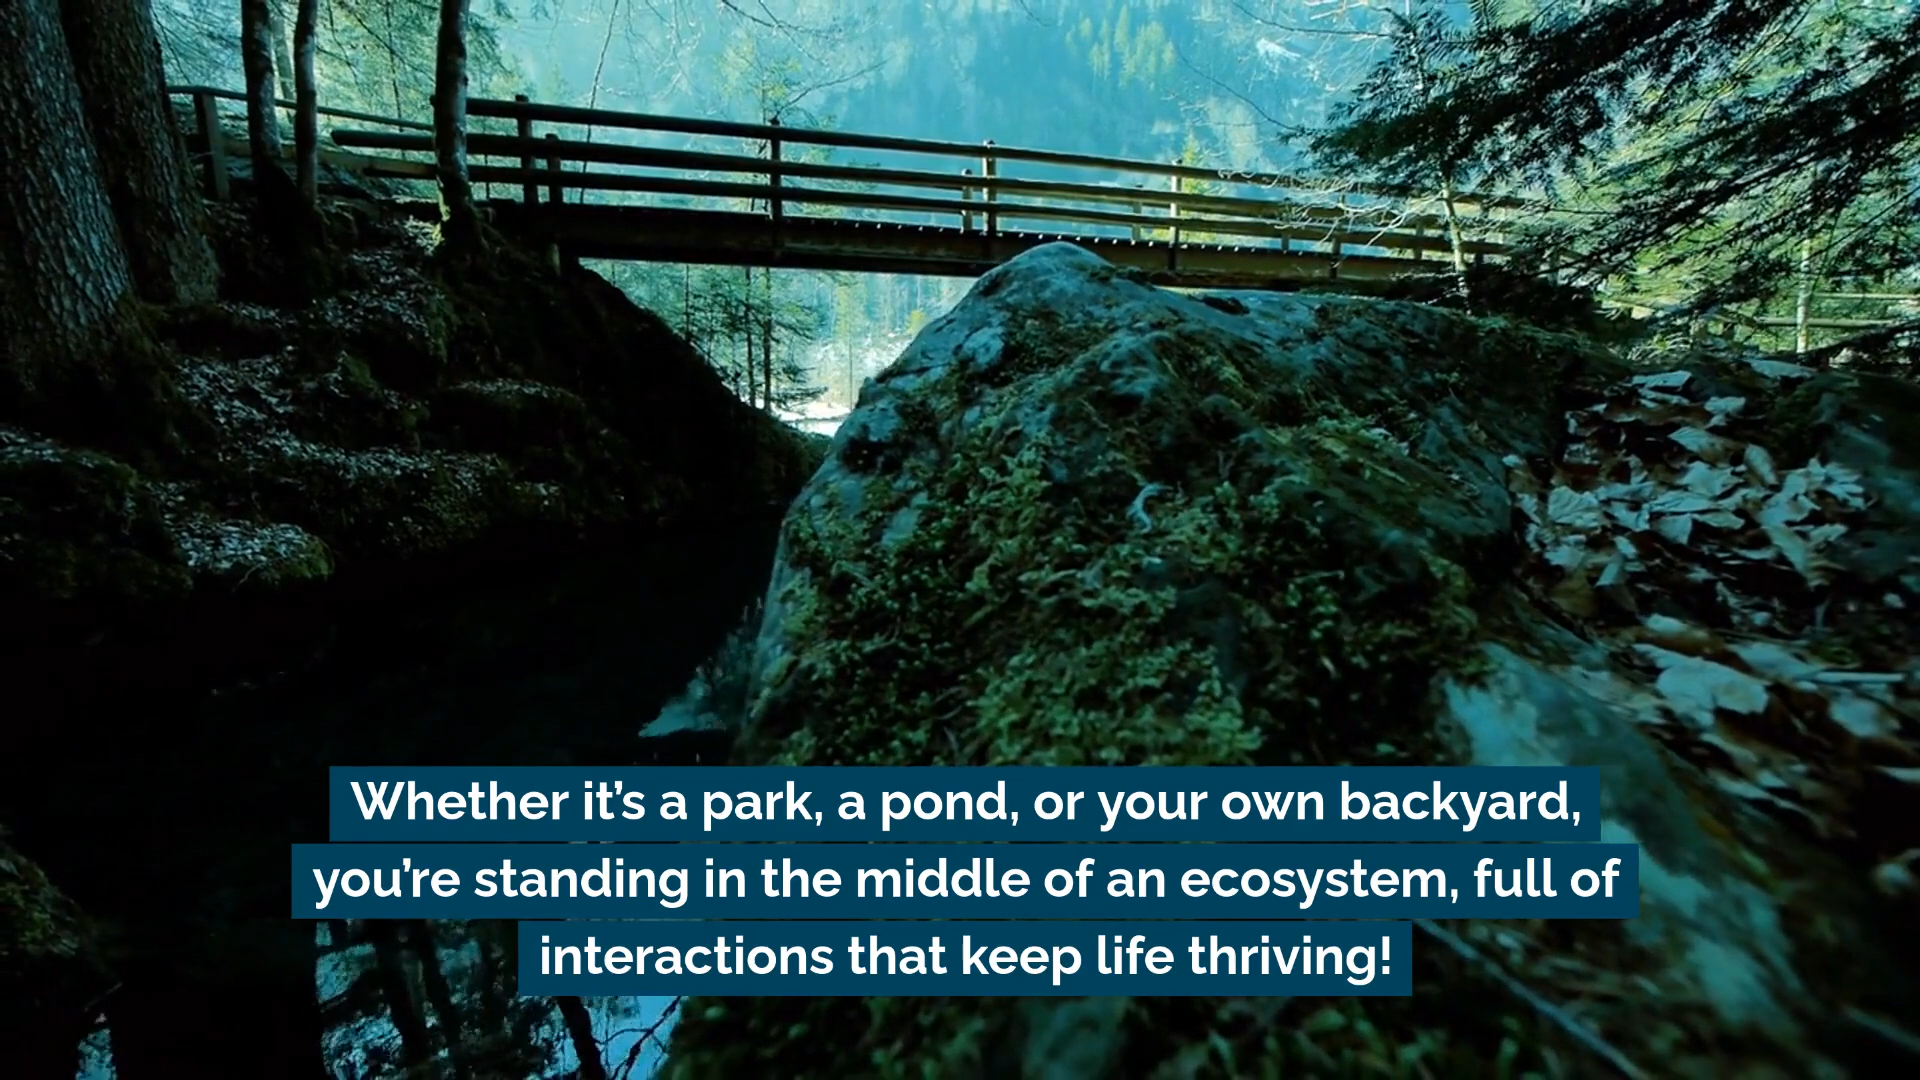 Whether it’s a park, a pond, or your own backyard,
you’re standing in the middle of an ecosystem, full of
interactions that keep life thriving!